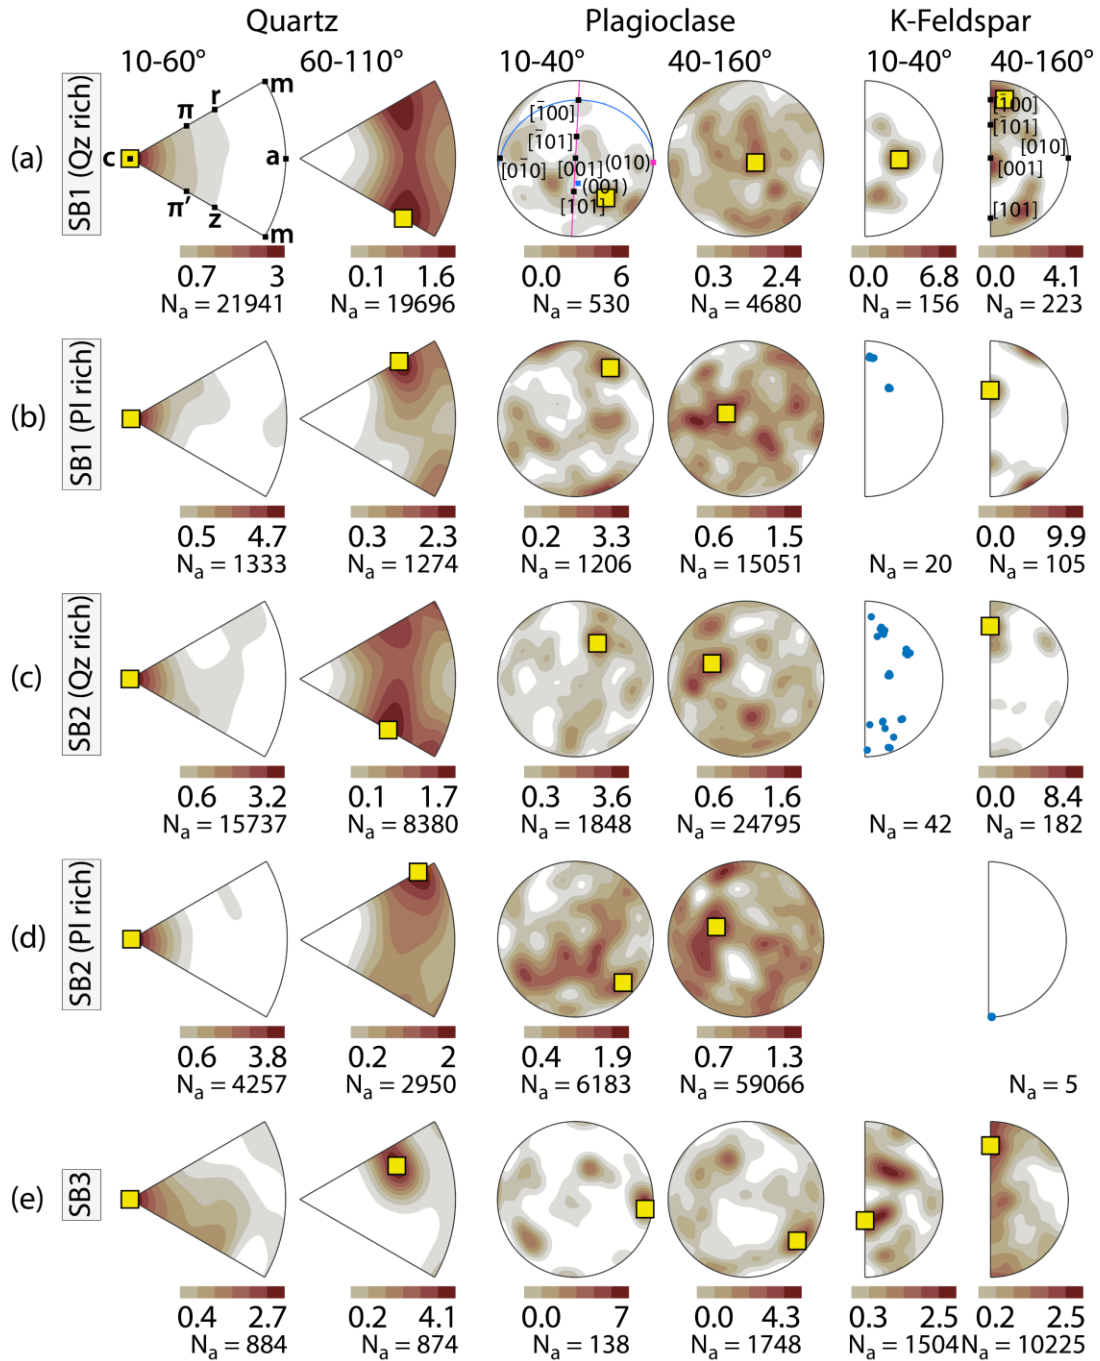 Quartz Plagioclase K-Feldspar
10-60° 60-110° 10-40° 40-160° 10-40° 40-160°
(a) SB1 (Qz rich)
c π r m a π' z m
[1̄00] [1̄01] [001] (010) [01̄0] (001) [101]
[1̄00] [1̄01] [010] [001] [101]
0.7 3 0.1 1.6 0.0 6 0.3 2.4 0.0 6.8 0.0 4.1
Na = 21941 Na = 19696 Na = 530 Na = 4680 Na = 156 Na = 223
(b) SB1 (Pl rich)
0.5 4.7 0.3 2.3 0.2 3.3 0.6 1.5 0.0 9.9
Na = 1333 Na = 1274 Na = 1206 Na = 15051 Na = 20 Na = 105
(c) SB2 (Qz rich)
0.6 3.2 0.1 1.7 0.3 3.6 0.6 1.6 0.0 8.4
Na = 15737 Na = 8380 Na = 1848 Na = 24795 Na = 42 Na = 182
(d) SB2 (Pl rich)
0.6 3.8 0.2 2 0.4 1.9 0.7 1.3
Na = 4257 Na = 2950 Na = 6183 Na = 59066 Na = 5
(e) SB3
0.4 2.7 0.2 4.1 0.0 7 0.0 4.3 0.3 2.5 0.2 2.5
Na = 884 Na = 874 Na = 138 Na = 1748 Na = 1504 Na = 10225